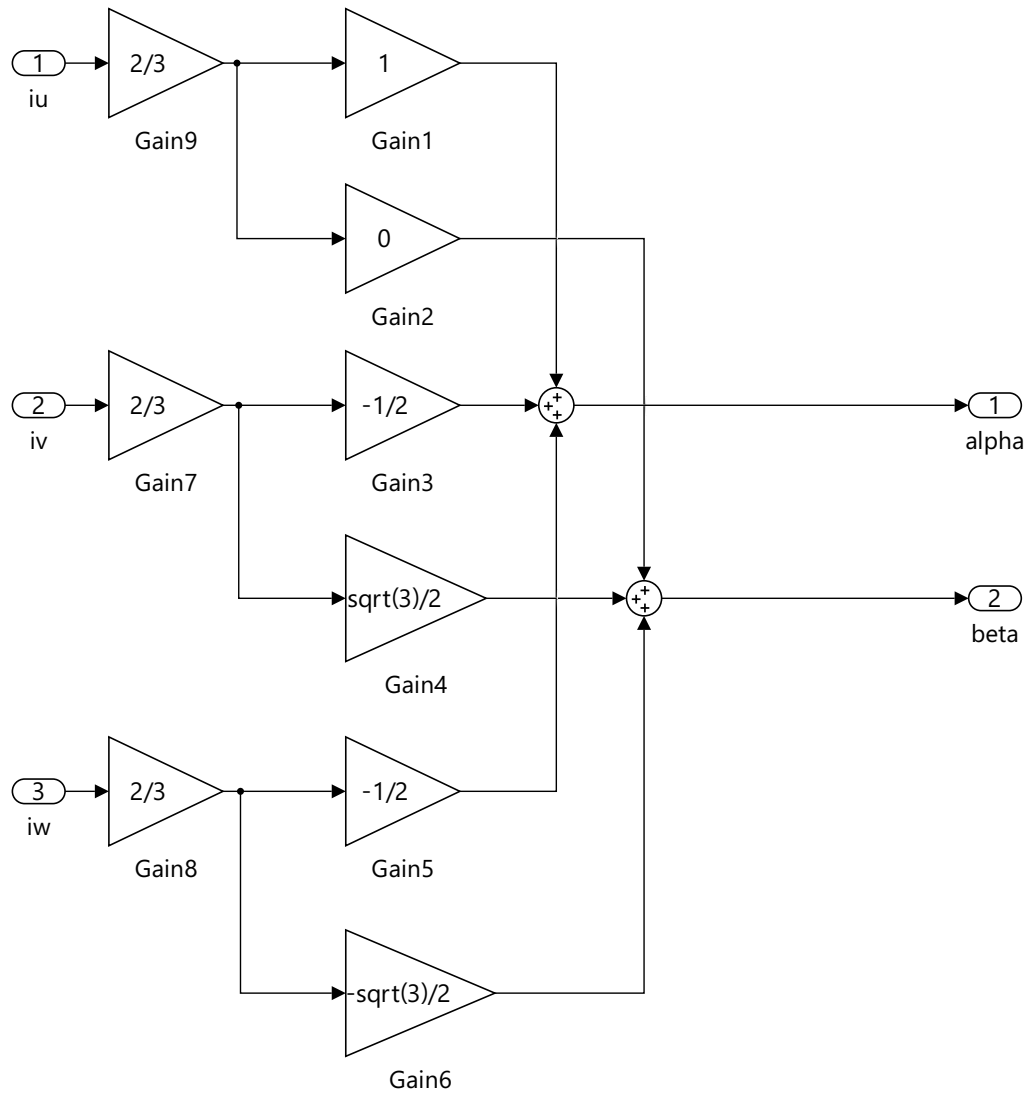 1
iu
2/3
Gain9
1
Gain1
0
Gain2
2
iv
2/3
Gain7
-1/2
Gain3
+
+
+
1
alpha
sqrt(3)/2
Gain4
+
+
+
2
beta
3
iw
2/3
Gain8
-1/2
Gain5
-sqrt(3)/2
Gain6